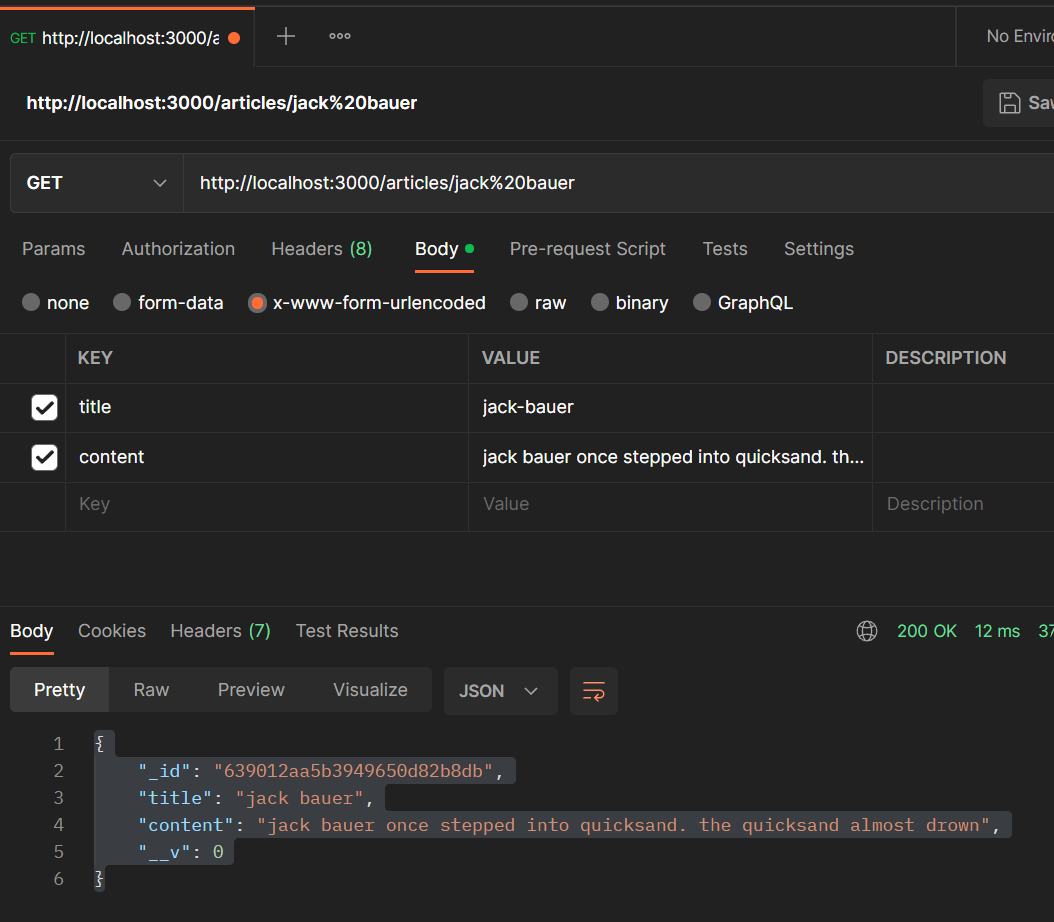 GET http://localhost:3000/a
No Enviro
http://localhost:3000/articles/jack%20bauer
Sav
GET http://localhost:3000/articles/jack%20bauer
Params Authorization Headers (8) Body Pre-request Script Tests Settings
none form-data x-www-form-urlencoded raw binary GraphQL
KEY VALUE DESCRIPTION
title jack-bauer
content jack bauer once stepped into quicksand. th...
Key Value Description
Body Cookies Headers (7) Test Results 200 OK 12 ms 37
Pretty Raw Preview Visualize JSON
1 {
2 "_id": "639012aa5b3949650d82b8db",
3 "title": "jack bauer",
4 "content": "jack bauer once stepped into quicksand. the quicksand almost drown",
5 "__v": 0
6 }